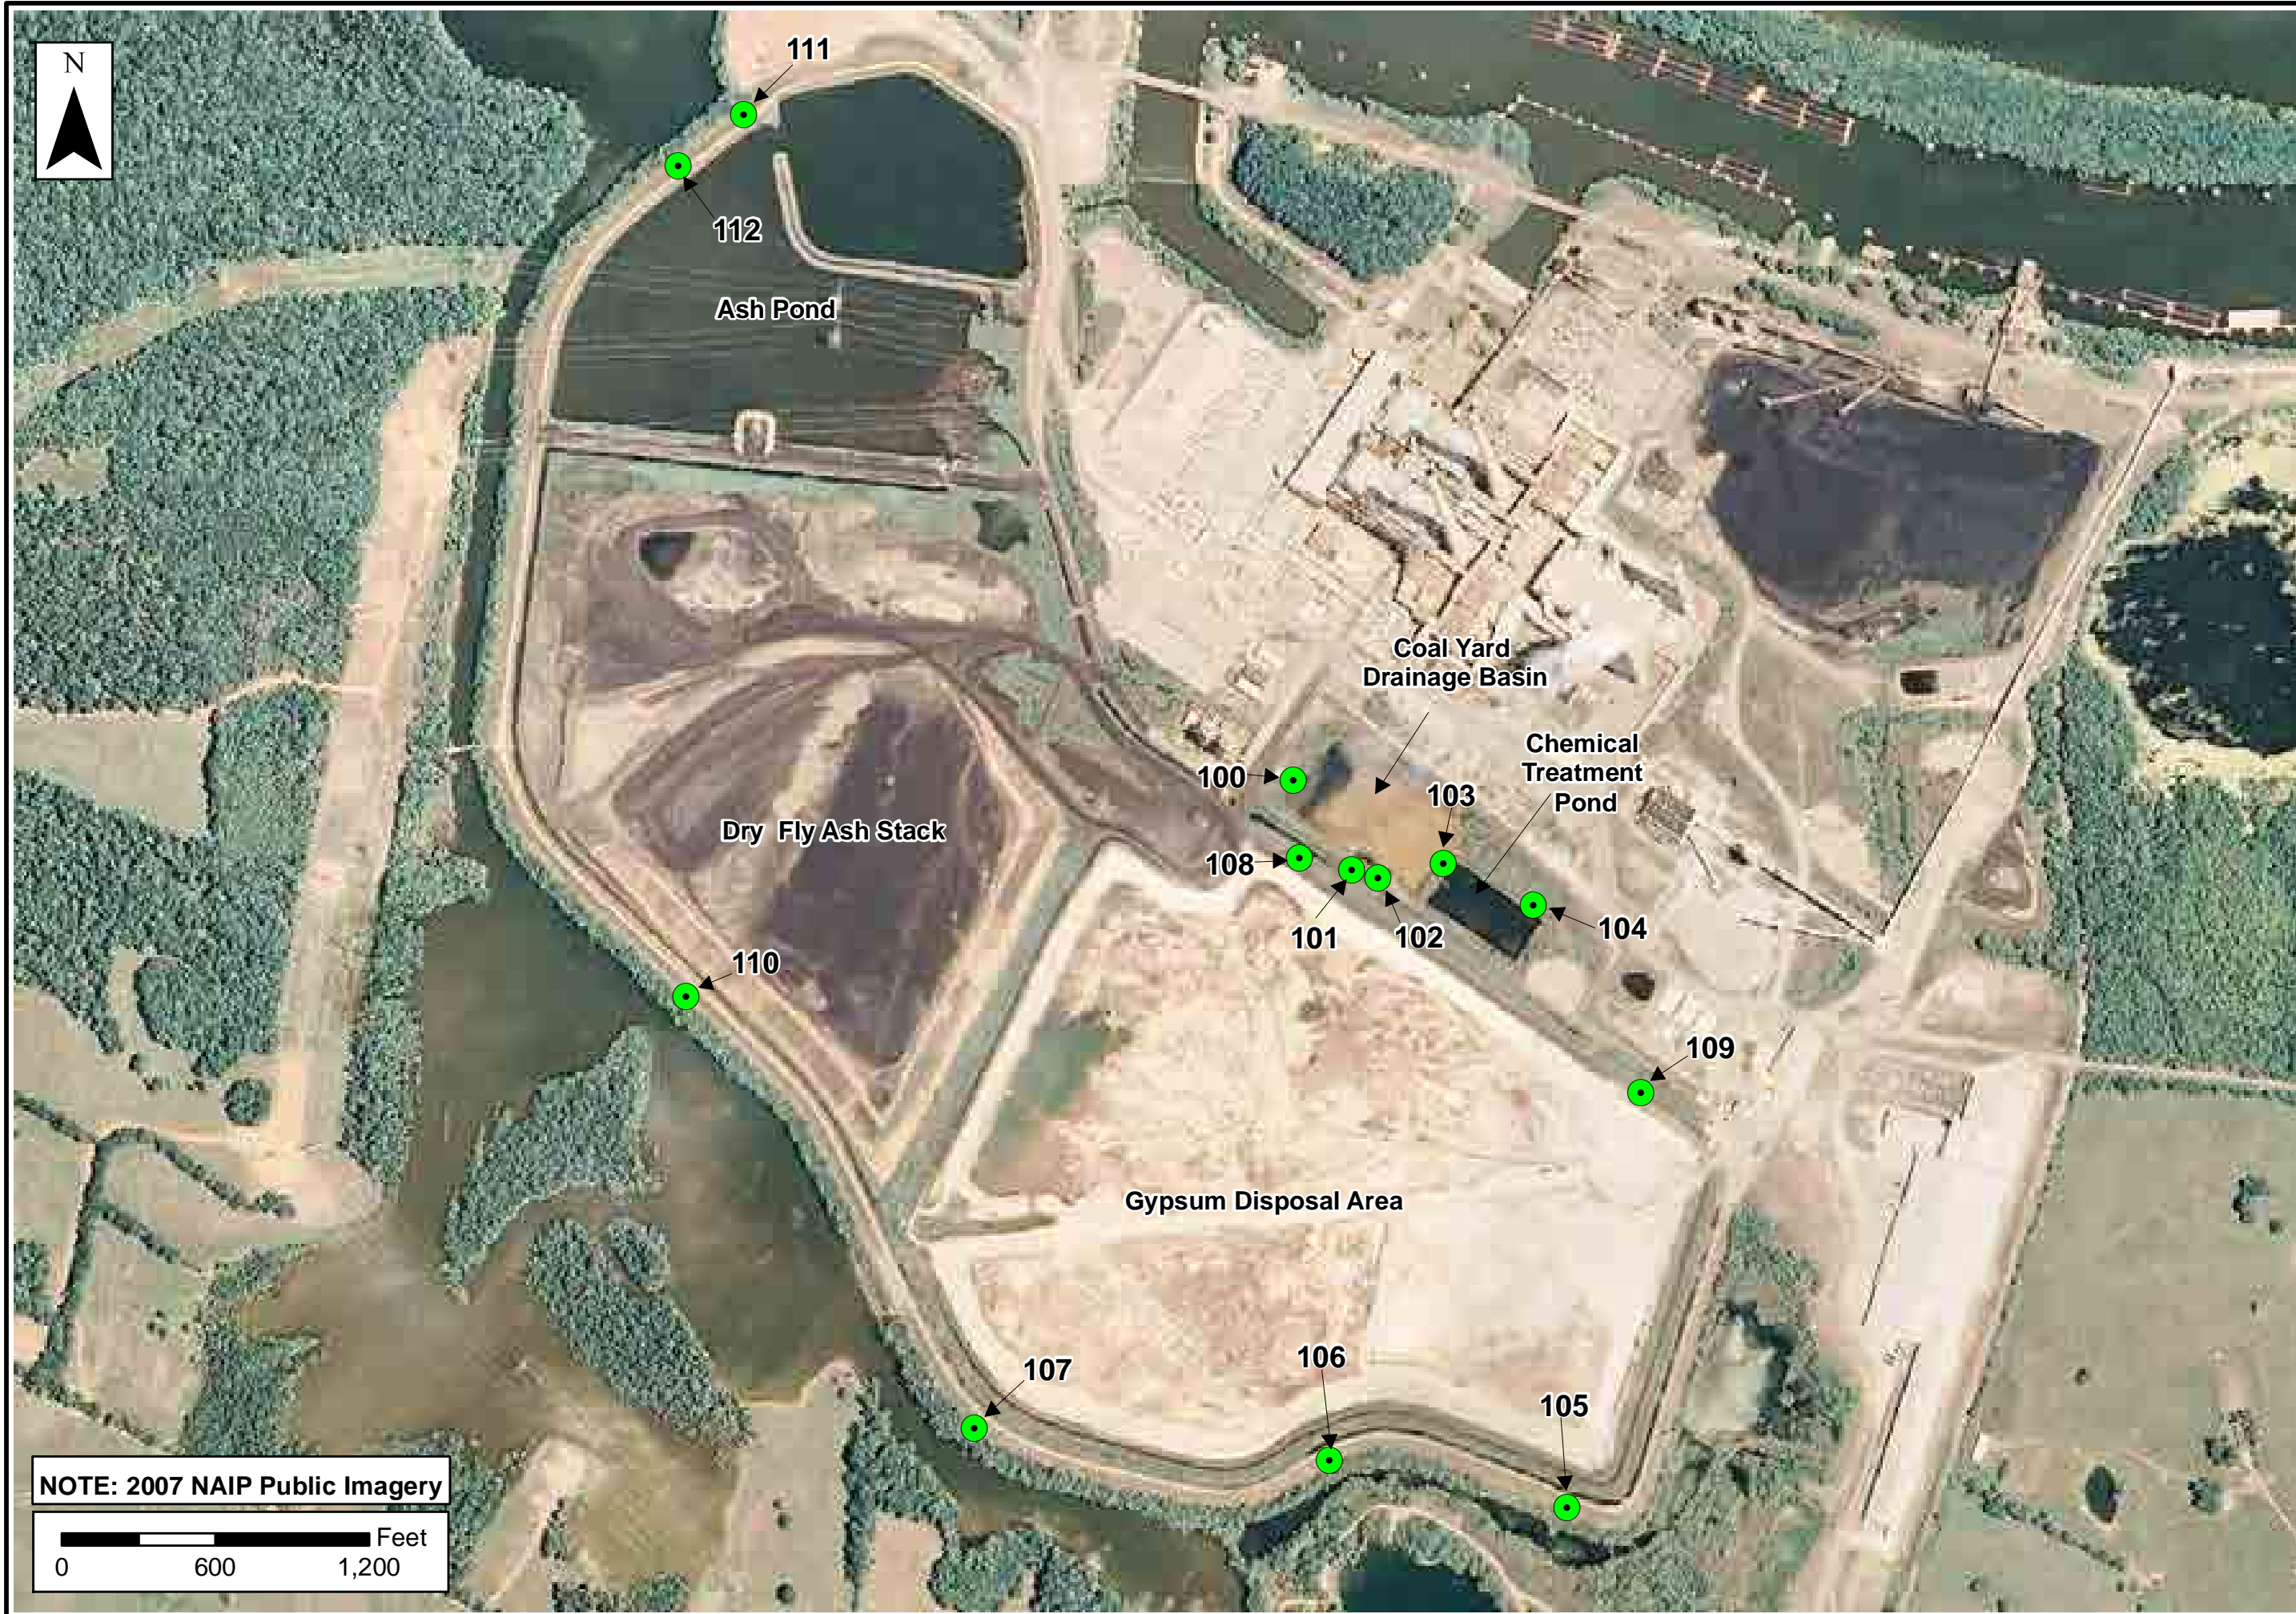 N
111
112
Ash Pond
Coal Yard
Drainage Basin
Chemical
Treatment
Pond
100
103
Dry Fly Ash Stack
108
104
101
102
110
109
Gypsum Disposal Area
106
107
105
NOTE: 2007 NAIP Public Imagery
Feet
0 600 1,200